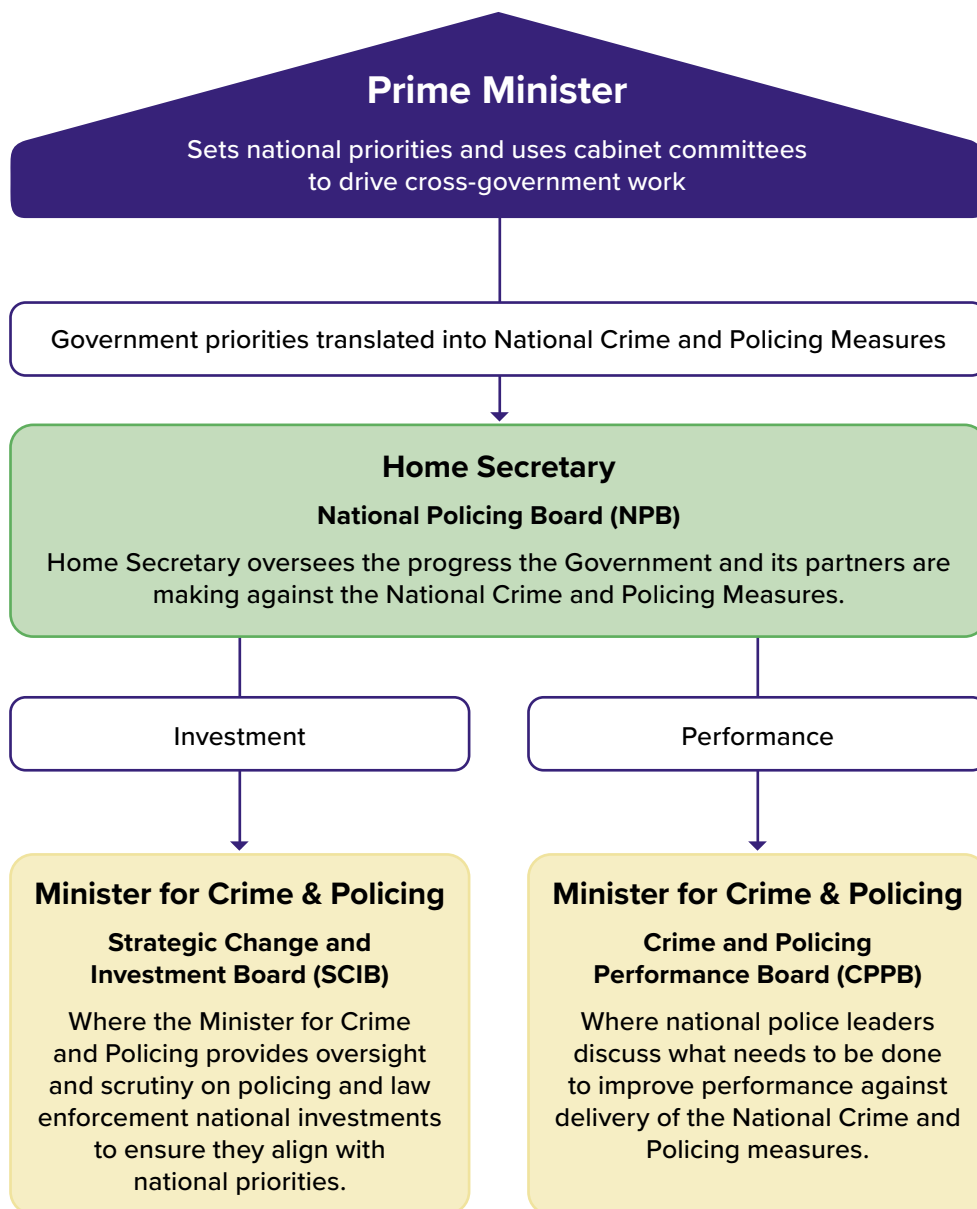 Prime Minister
Sets national priorities and uses cabinet committees
to drive cross-government work
Government priorities translated into National Crime and Policing Measures
Home Secretary
National Policing Board (NPB)
Home Secretary oversees the progress the Government and its partners are
making against the National Crime and Policing Measures.
Investment
Performance
Minister for Crime & Policing
Strategic Change and
Investment Board (SCIB)
Where the Minister for Crime
and Policing provides oversight
and scrutiny on policing and law
enforcement national investments
to ensure they align with
national priorities.
Minister for Crime & Policing
Crime and Policing
Performance Board (CPPB)
Where national police leaders
discuss what needs to be done
to improve performance against
delivery of the National Crime and
Policing measures.